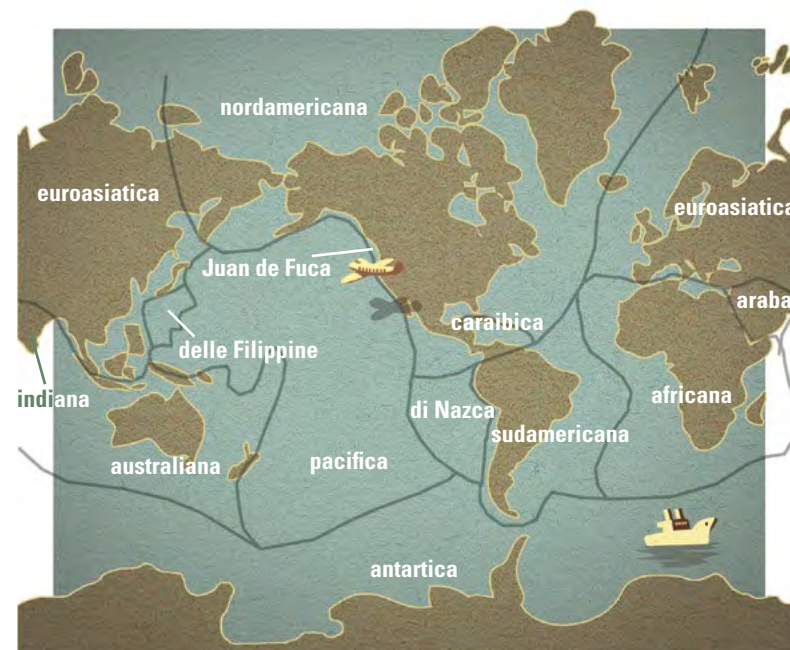 nordamericana
euroasiatica
euroasiatica
Juan de Fuca
araba
caraibica
delle Filippine
indiana
di Nazca
africana
sudamericana
australiana
pacifica
antartica